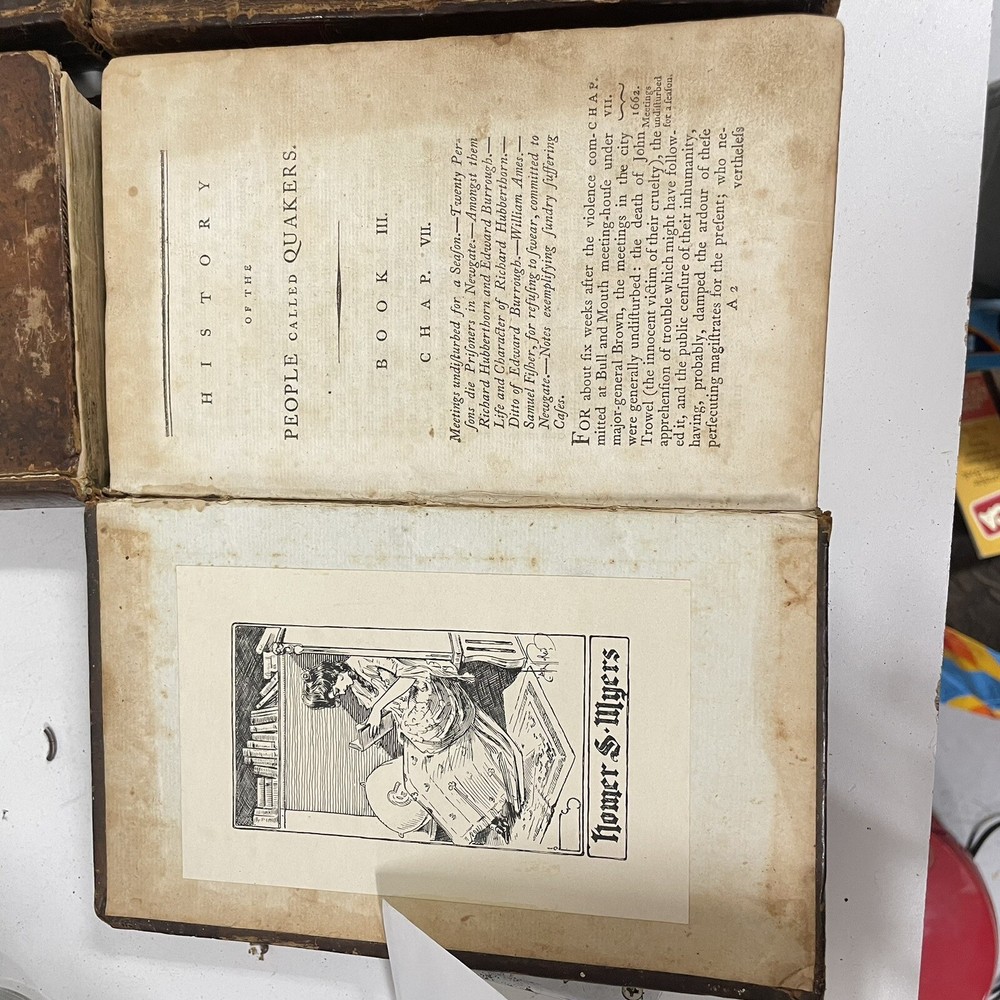 Homer S. Myers
HISTORY
OF THE
PEOPLE CALLED QUAKERS.
BOOK III.
CHAP. VII.
Meetings undiſturbed for a Seaſon.—Twenty Per-
ſons die Priſoners in Newgate.—Amongſt them
Richard Hubberthorn and Edward Burrough.—
Life and Character of Richard Hubberthorn.—
Ditto of Edward Burrough.—William Ames.—
Samuel Fiſher, for refuſing to ſwear, committed to
Newgate.—Notes exemplifying ſundry ſuffering
Caſes.
FOR about ſix weeks after the violence com-
mitted at Bull and Mouth meeting-houſe under
major-general Brown, the meetings in the city
were generally undiſturbed: the death of John
Trowel (the innocent victim of their cruelty), the
apprehenſion of trouble which might have follow-
ed it, and the public cenſure of their inhumanity,
having, probably, damped the ardour of theſe
perſecuting magiſtrates for the preſent; who ne-
A 2
vertheleſs
CHAP.
VII.
1662.
Meetings
undiſturbed
for a ſeaſon.